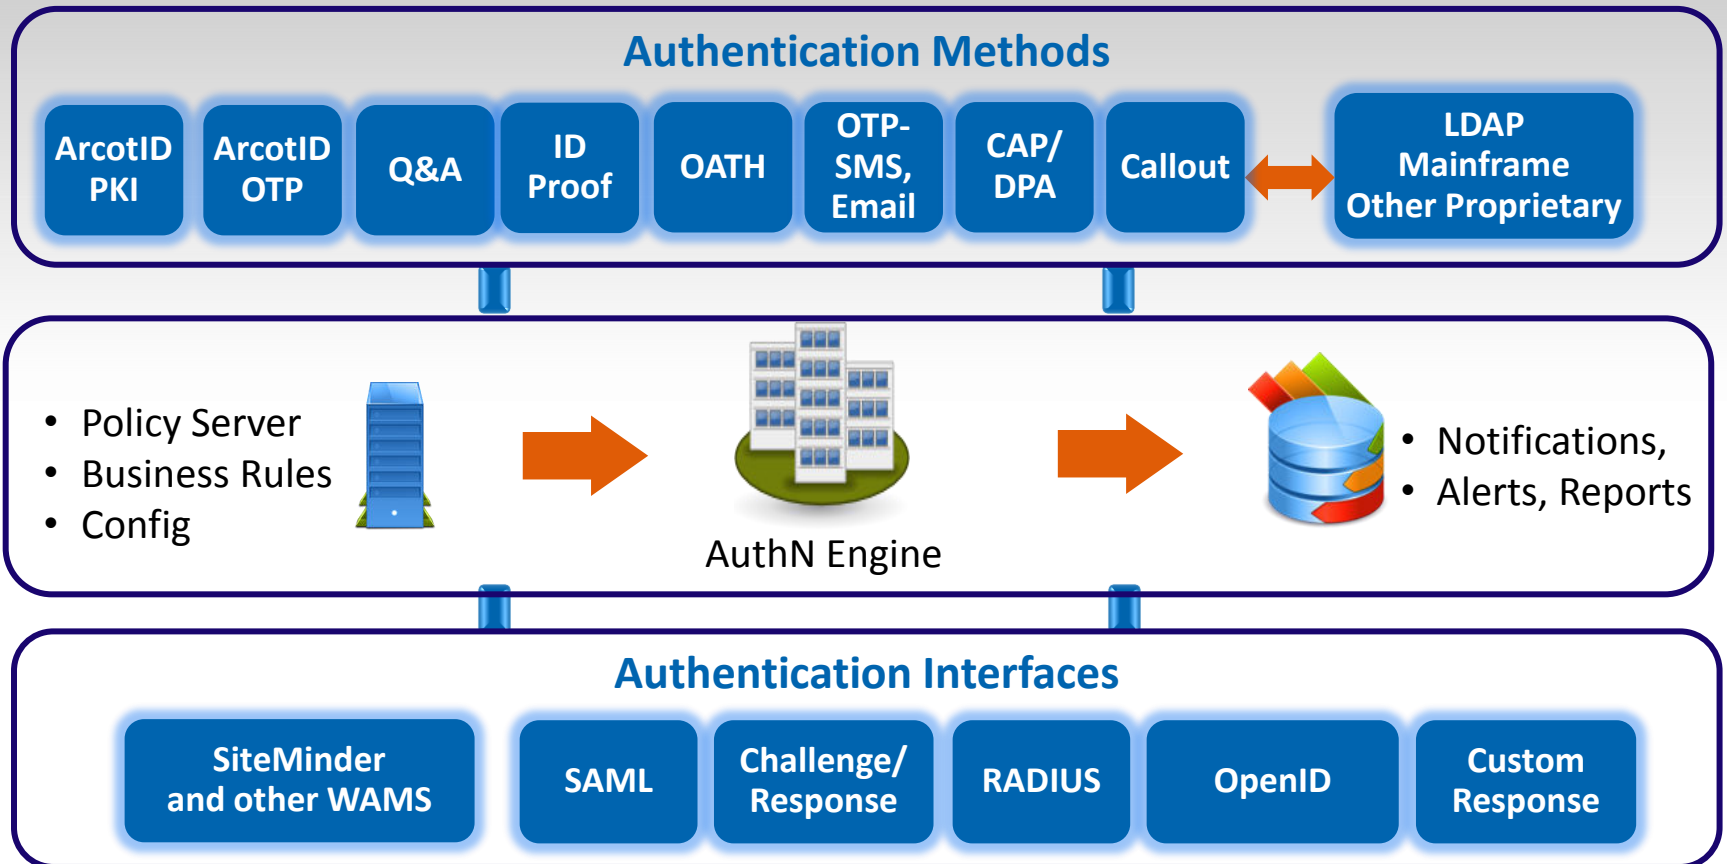 Authentication Methods
ArcotID
PKI
ArcotID
OTP
Q&A
ID
Proof
OATH
OTP-
SMS,
Email
CAP/
DPA
Callout
LDAP
Mainframe
Other Proprietary
• Policy Server
• Business Rules
• Config
AuthN Engine
• Notifications,
• Alerts, Reports
Authentication Interfaces
SiteMinder
and other WAMS
SAML
Challenge/
Response
RADIUS
OpenID
Custom
Response